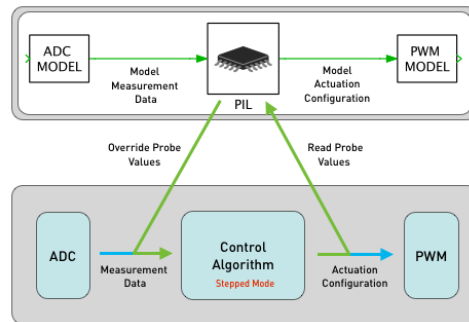 ADC
MODEL
Model
Measurement
Data
PIL
Model
Actuation
Configuration
PWM
MODEL
Override Probe
Values
Read Probe
Values
ADC
Measurement
Data
Control
Algorithm
Stepped Mode
Actuation
Configuration
PWM